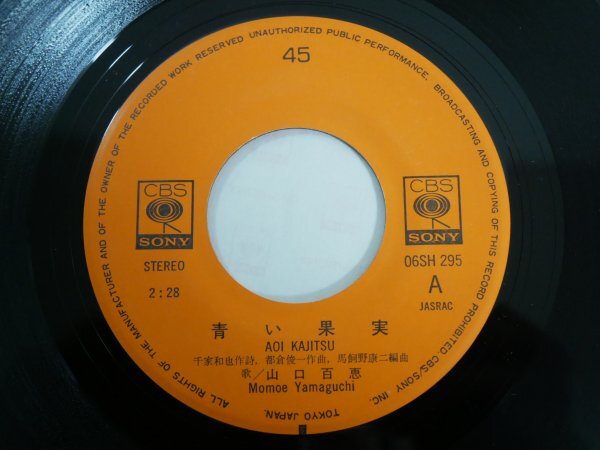 ALL RIGHTS OF THE MANUFACTURER AND OF THE OWNER OF THE RECORDED WORK RESERVED UNAUTHORIZED PUBLIC PERFORMANCE. BROADCASTING AND COPYING OF THIS RECORD PROHIBITED CBS/SONY INC.
TOKYO JAPAN.
45
CBS
SONY
CBS
SONY
STEREO
2:28
06SH 295
A
JASRAC
青い果実
AOI KAJITSU
千家和也作詩, 都倉俊一作曲, 馬飼野康二編曲
歌/山口百恵
Momoe Yamaguchi